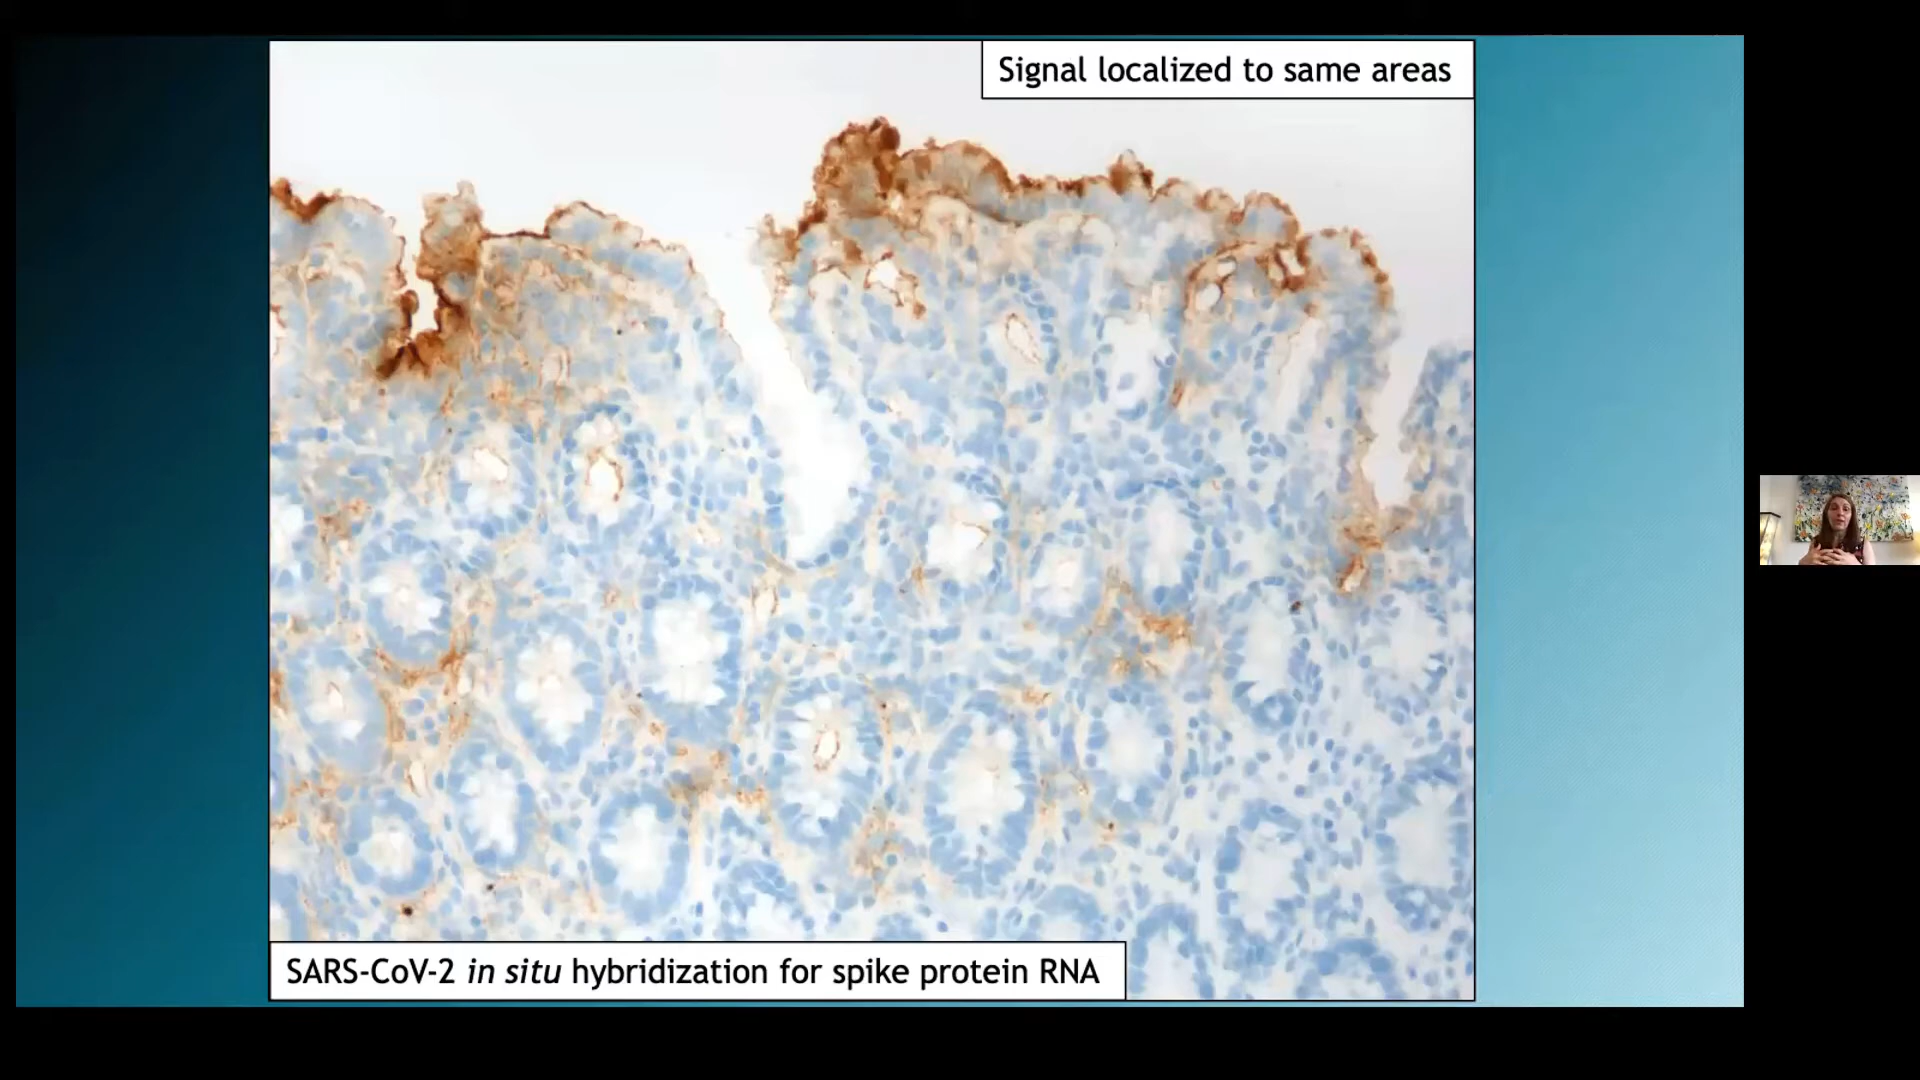 Signal localized to same areas
SARS-CoV-2 in situ hybridization for spike protein RNA